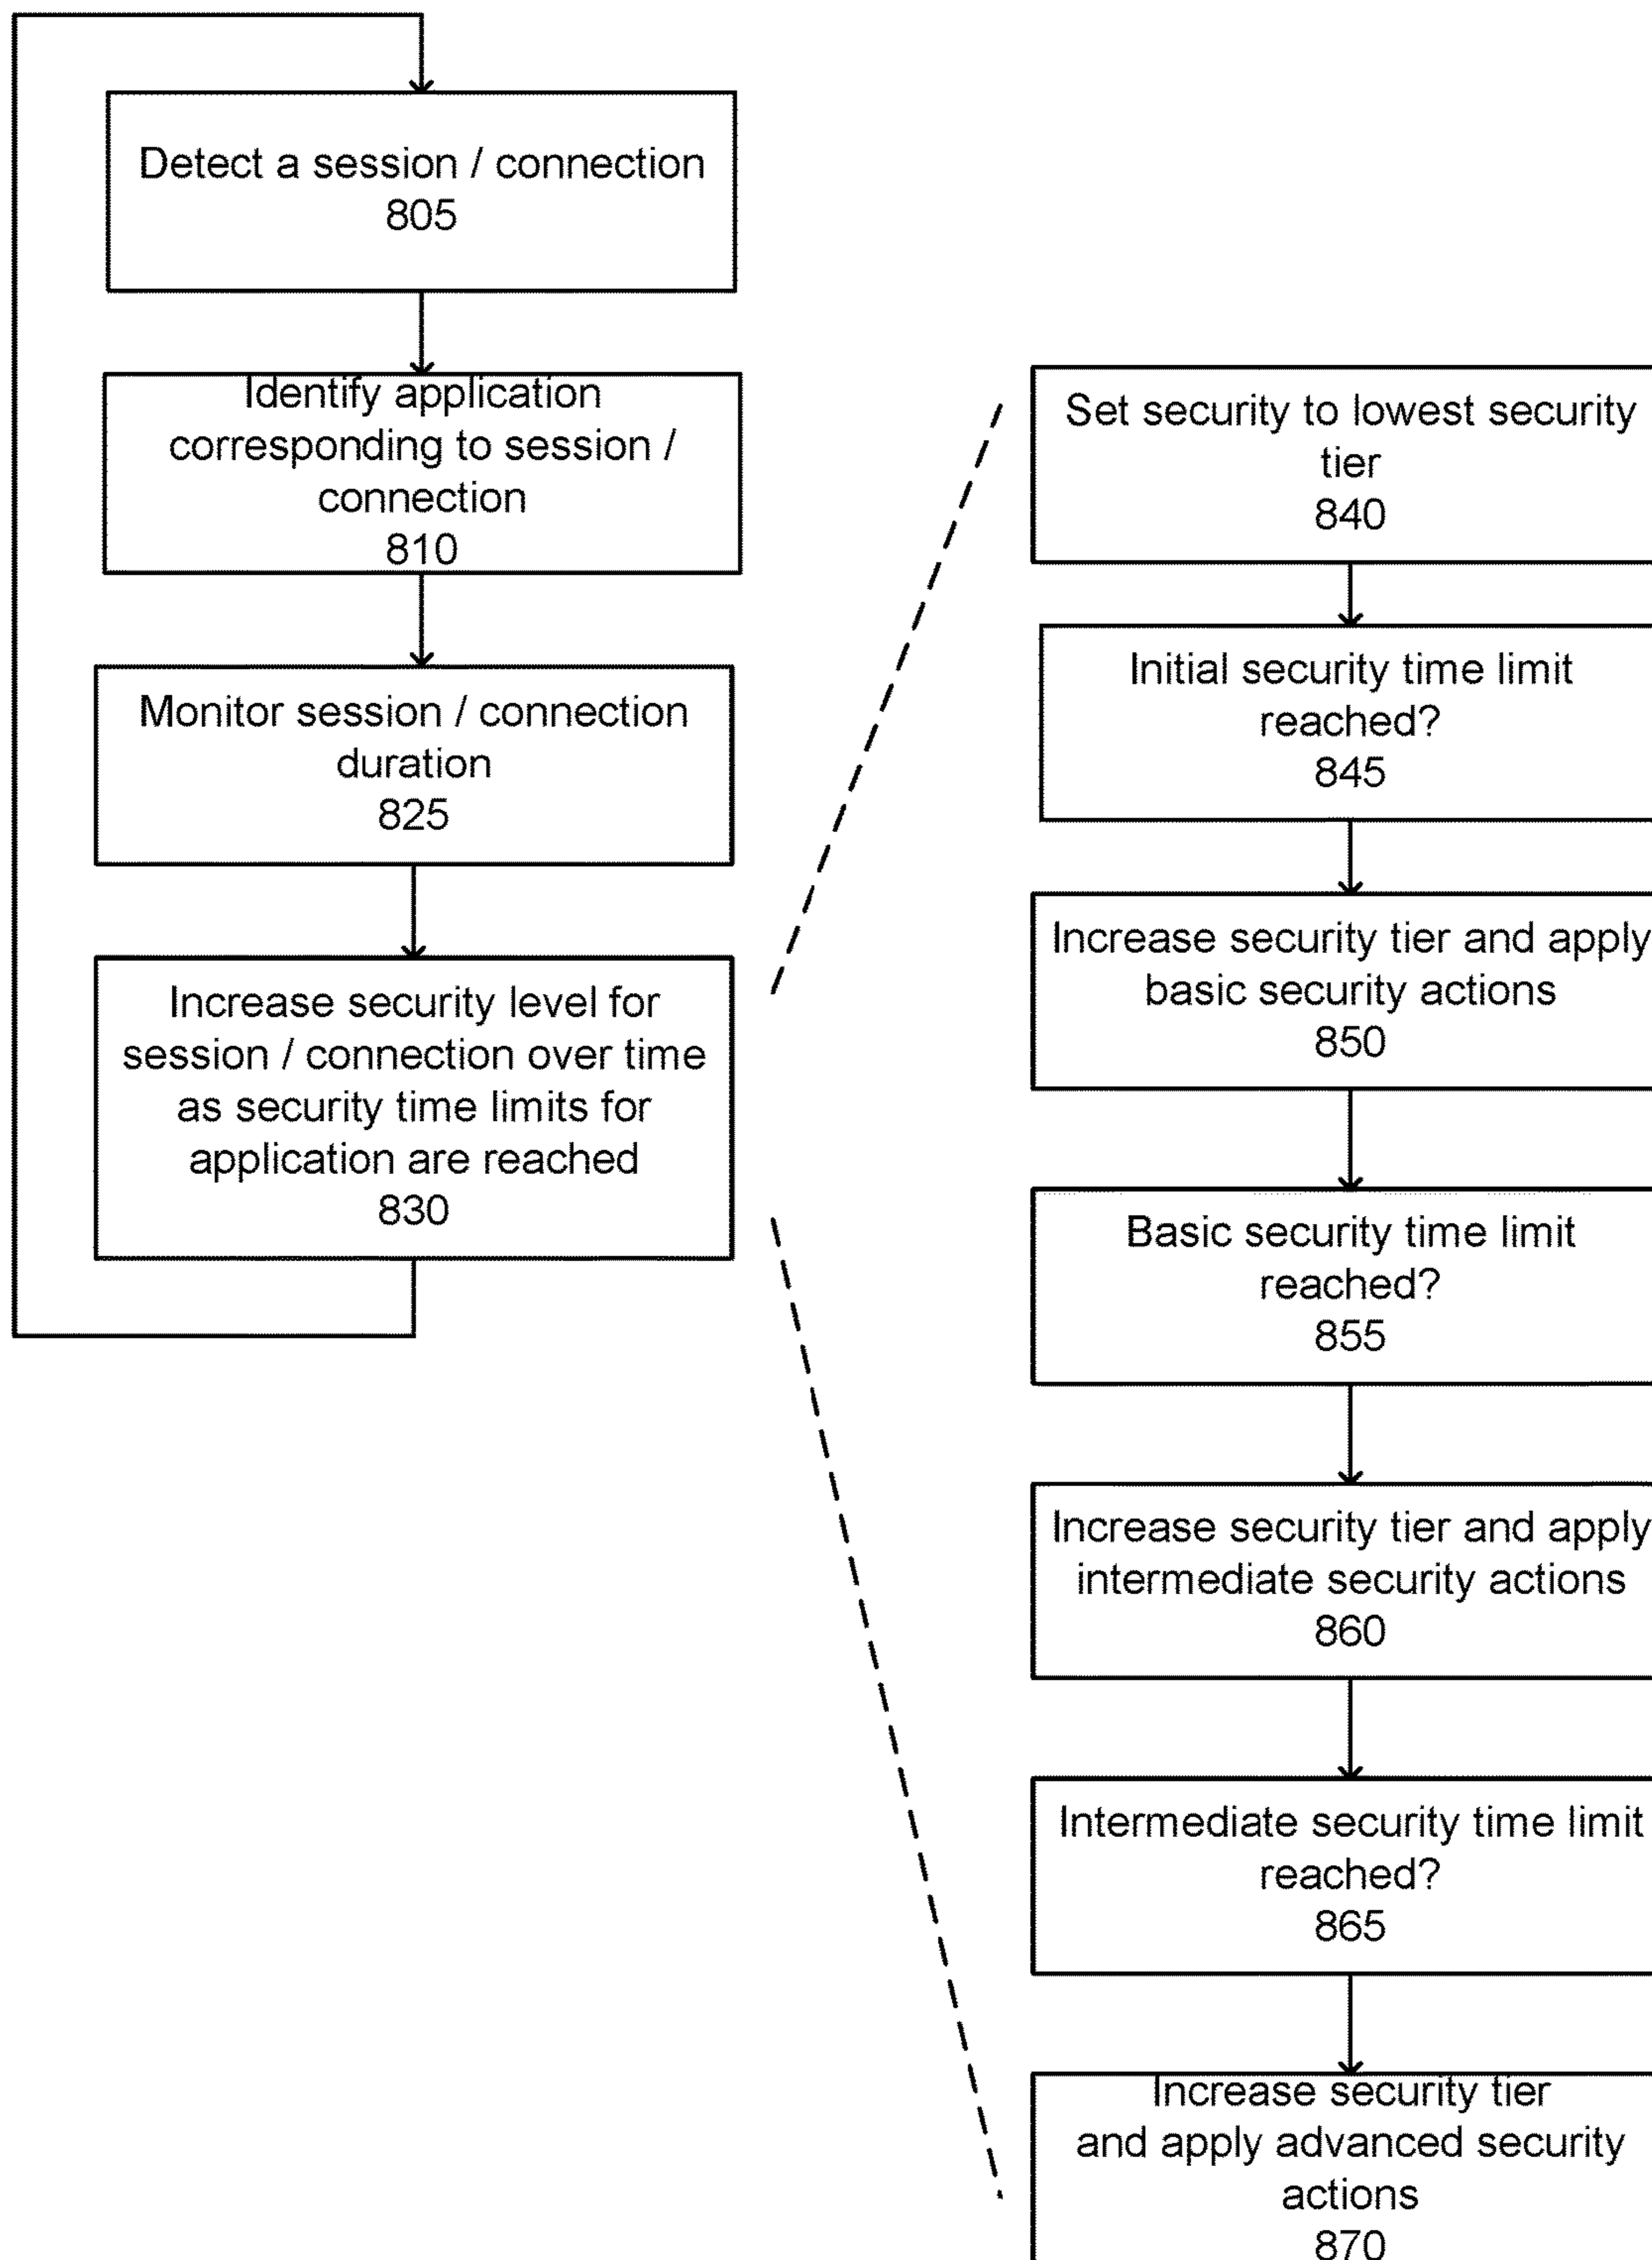 Detect a session / connection
805
Identify application
corresponding to session /
connection
810
Monitor session / connection
duration
825
Increase security level for
session / connection over time
as security time limits for
application are reached
830
Set security to lowest security
tier
840
Initial security time limit
reached?
845
Increase security tier and apply
basic security actions
850
Basic security time limit
reached?
855
Increase security tier and apply
intermediate security actions
860
Intermediate security time limit
reached?
865
Increase security tier
and apply advanced security
actions
870